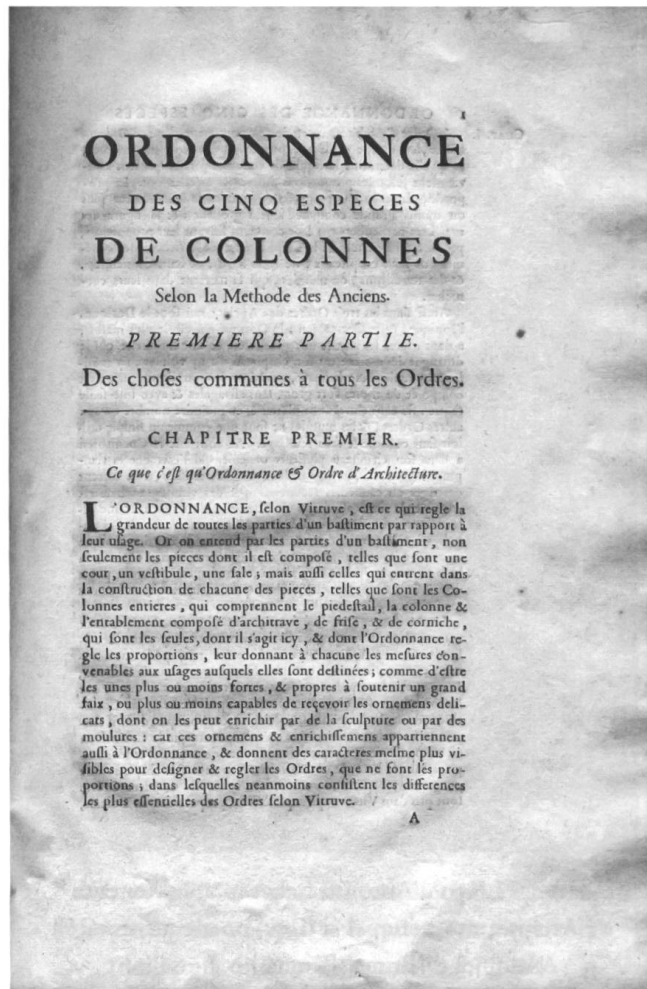 1
ORDONNANCE
DES CINQ ESPECES
DE COLONNES
Selon la Methode des Anciens.
PREMIERE PARTIE.
Des choſes communes à tous les Ordres.
CHAPITRE PREMIER.
Ce que c'eſt qu'Ordonnance & Ordre d'Architecture.
L'ORDONNANCE, ſelon Vitruve, eſt ce qui regle la
grandeur de toutes les parties d'un baſtiment par rapport à
leur uſage. Or on entend par les parties d'un baſtiment, non
ſeulement les pieces dont il eſt compoſé, telles que ſont une
cour, un veſtibule, une ſale; mais auſſi celles qui entrent dans
la conſtruction de chacune des pieces, telles que ſont les Co-
lonnes entieres, qui comprennent le piedeſtail, la colonne &
l'entablement compoſé d'architrave, de friſe, & de corniche,
qui ſont les ſeules, dont il s'agit icy, & dont l'Ordonnance re-
gle les proportions, leur donnant à chacune les meſures con-
venables aux uſages auſquels elles ſont deſtinées; comme d'eſtre
les unes plus ou moins fortes, & propres à ſoutenir un grand
faix, ou plus ou moins capables de reçevoir les ornemens deli-
cats, dont on les peut enrichir par de la ſculpture ou par des
moulures: car ces ornemens & enrichiſſemens appartiennent
auſſi à l'Ordonnance, & donnent des caracteres meſme plus vi-
ſibles pour deſigner & regler les Ordres, que ne font les pro-
portions; dans leſquelles neanmoins conſiſtent les differences
les plus eſſentielles des Ordres ſelon Vitruve.
A